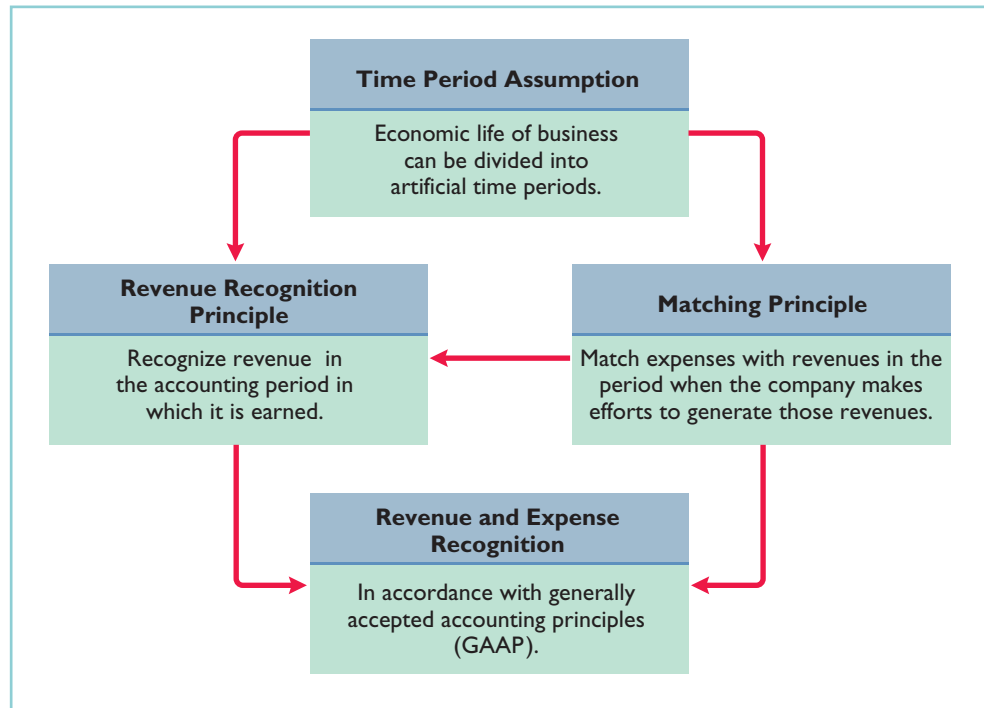 Time Period Assumption
Economic life of business
can be divided into
artificial time periods.
Revenue Recognition
Principle
Recognize revenue in
the accounting period in
which it is earned.
Matching Principle
Match expenses with revenues in the
period when the company makes
efforts to generate those revenues.
Revenue and Expense
Recognition
In accordance with generally
accepted accounting principles
(GAAP).